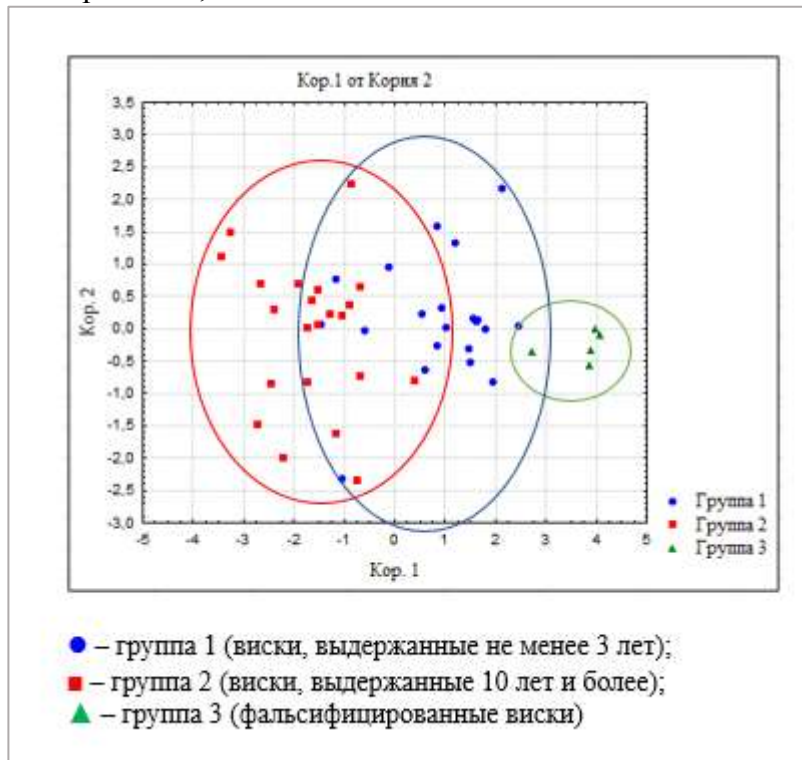 Кор.1 от Корня 2
3,5
3,0
2,5
2,0
1,5
1,0
0,5
0,0
-0,5
-1,0
-1,5
-2,0
-2,5
-3,0
Кор. 2
-5 -4 -3 -2 -1 0 1 2 3 4 5
Кор. 1
Группа 1
Группа 2
Группа 3
– группа 1 (виски, выдержанные не менее 3 лет);
– группа 2 (виски, выдержанные 10 лет и более);
– группа 3 (фальсифицированные виски)